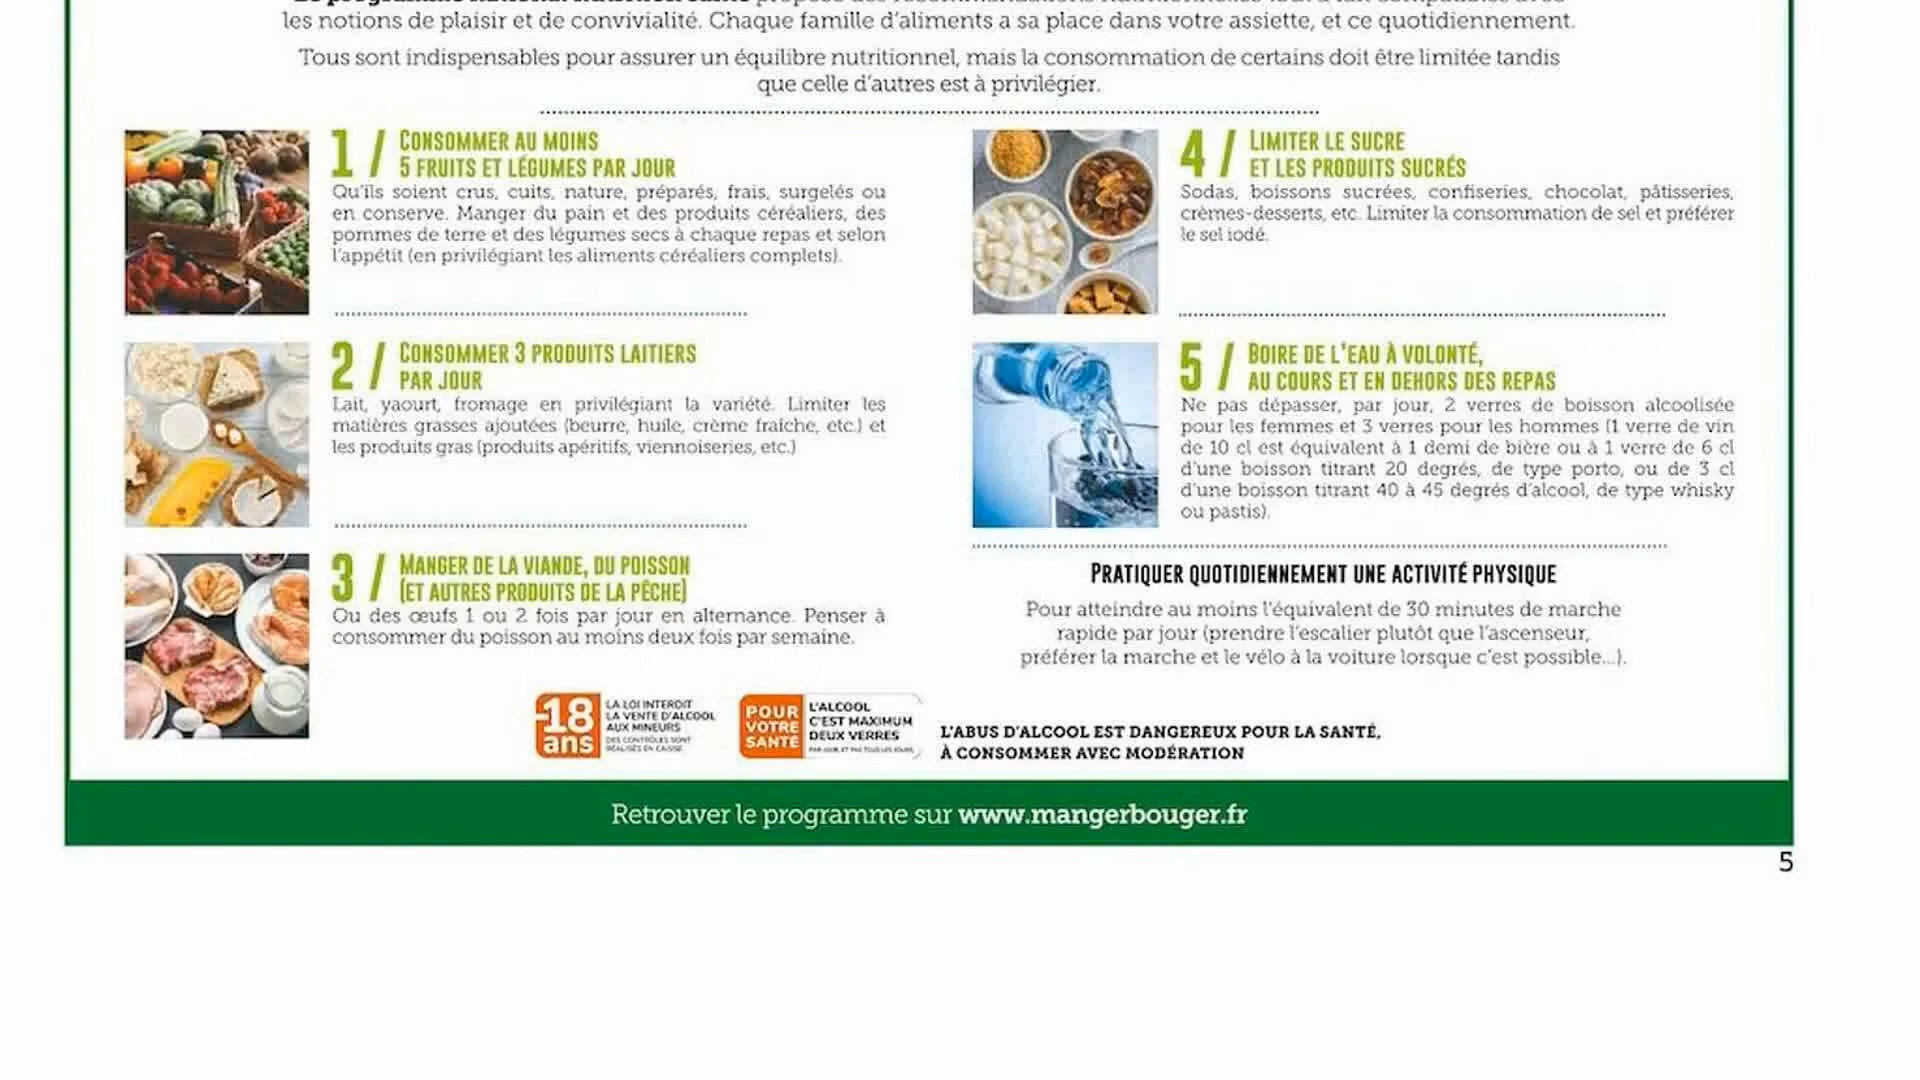 les notions de plaisir et de convivialité. Chaque famille d'aliments a sa place dans votre assiette, et ce quotidiennement.
Tous sont indispensables pour assurer un équilibre nutritionnel, mais la consommation de certains doit être limitée tandis
que celle d'autres est à privilégier.
1 / CONSOMMER AU MOINS
5 FRUITS ET LÉGUMES PAR JOUR
Qu'ils soient crus, cuits, nature, préparés, frais, surgelés ou
en conserve. Manger du pain et des produits céréaliers, des
pommes de terre et des légumes secs à chaque repas et selon
l'appétit (en privilégiant les aliments céréaliers complets).
2 / CONSOMMER 3 PRODUITS LAITIERS
PAR JOUR
Lait, yaourt, fromage en privilégiant la variété. Limiter les
matières grasses ajoutées (beurre, huile, crème fraîche, etc.) et
les produits gras (produits apéritifs, viennoiseries, etc.)
3 / MANGER DE LA VIANDE, DU POISSON
(ET AUTRES PRODUITS DE LA PÊCHE)
Ou des œufs 1 ou 2 fois par jour en alternance. Penser à
consommer du poisson au moins deux fois par semaine.
4 / LIMITER LE SUCRE
ET LES PRODUITS SUCRÉS
Sodas, boissons sucrées, confiseries, chocolat, pâtisseries,
crèmes-desserts, etc. Limiter la consommation de sel et préférer
le sel iodé.
5 / BOIRE DE L'EAU À VOLONTÉ,
AU COURS ET EN DEHORS DES REPAS
Ne pas dépasser, par jour, 2 verres de boisson alcoolisée
pour les femmes et 3 verres pour les hommes (1 verre de vin
de 10 cl est équivalent à 1 demi de bière ou à 1 verre de 6 cl
d'une boisson titrant 20 degrés, de type porto, ou de 3 cl
d'une boisson titrant 40 à 45 degrés d'alcool, de type whisky
ou pastis).
PRATIQUER QUOTIDIENNEMENT UNE ACTIVITÉ PHYSIQUE
Pour atteindre au moins l'équivalent de 30 minutes de marche
rapide par jour (prendre l'escalier plutôt que l'ascenseur,
préférer la marche et le vélo à la voiture lorsque c'est possible...).
-18
ans
LA LOI INTERDIT
LA VENTE D'ALCOOL
AUX MINEURS
DES CONTRÔLES SONT
RÉALISÉS EN CAISSE
POUR
VOTRE
SANTÉ
L'ALCOOL
C'EST MAXIMUM
DEUX VERRES
PAR JOUR, ET PAS TOUS LES JOURS
L'ABUS D'ALCOOL EST DANGEREUX POUR LA SANTÉ,
À CONSOMMER AVEC MODÉRATION
Retrouver le programme sur www.mangerbouger.fr
5